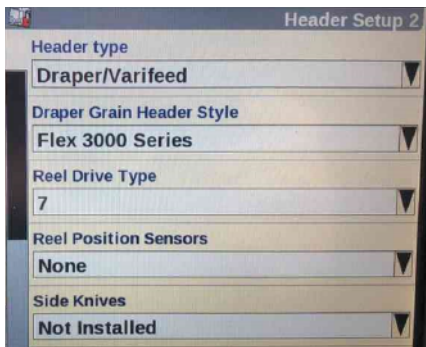 Header Setup 2
Header type
Draper/Varifeed
Draper Grain Header Style
Flex 3000 Series
Reel Drive Type
7
Reel Position Sensors
None
Side Knives
Not Installed